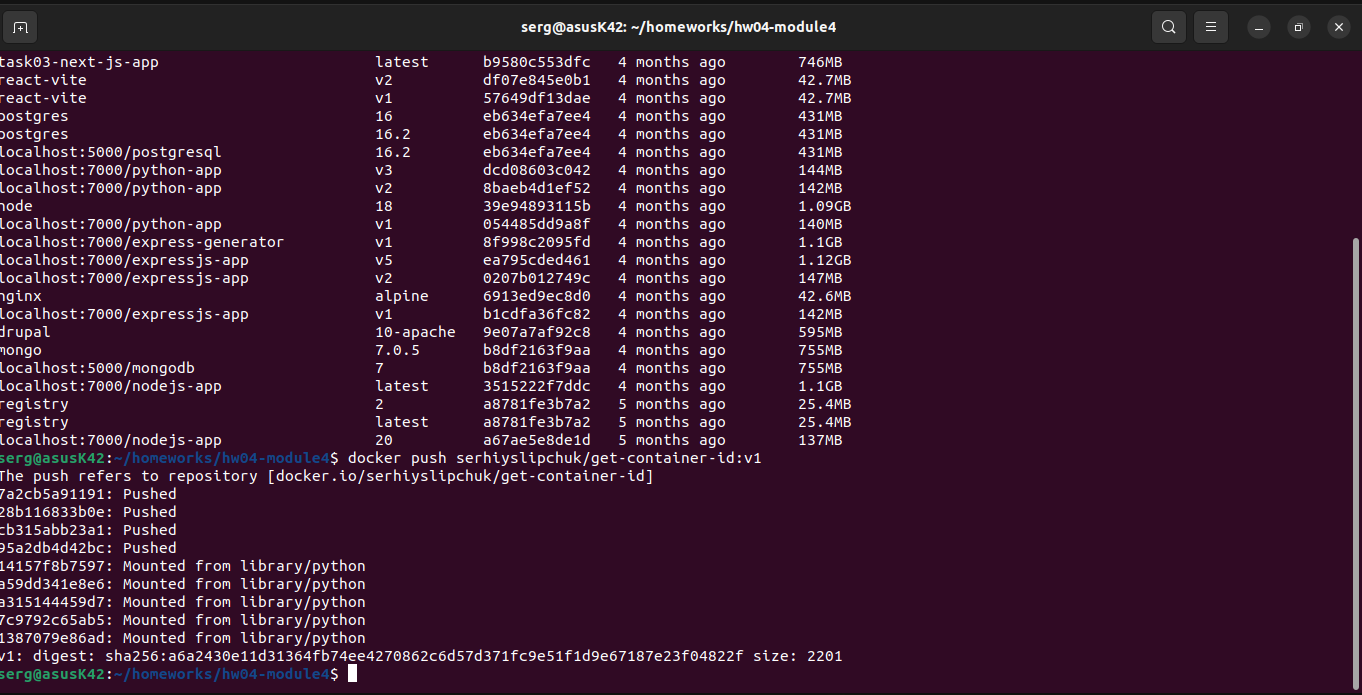 serg@asusK42: ~/homeworks/hw04-module4
task03-next-js-app latest b9580c553dfc 4 months ago 746MB
react-vite v2 df07e845e0b1 4 months ago 42.7MB
react-vite v1 57649df13dae 4 months ago 42.7MB
postgres 16 eb634efa7ee4 4 months ago 431MB
postgres 16.2 eb634efa7ee4 4 months ago 431MB
localhost:5000/postgresql 16.2 eb634efa7ee4 4 months ago 431MB
localhost:7000/python-app v3 dcd08603c042 4 months ago 144MB
localhost:7000/python-app v2 8baeb4d1ef52 4 months ago 142MB
node 18 39e94893115b 4 months ago 1.09GB
localhost:7000/python-app v1 054485dd9a8f 4 months ago 140MB
localhost:7000/express-generator v1 8f998c2095fd 4 months ago 1.1GB
localhost:7000/expressjs-app v5 ea795cded461 4 months ago 1.12GB
localhost:7000/expressjs-app v2 0207b012749c 4 months ago 147MB
nginx alpine 6913ed9ec8d0 4 months ago 42.6MB
localhost:7000/expressjs-app v1 b1cdfa36fc82 4 months ago 142MB
drupal 10-apache 9e07a7af92c8 4 months ago 595MB
mongo 7.0.5 b8df2163f9aa 4 months ago 755MB
localhost:5000/mongodb 7 b8df2163f9aa 4 months ago 755MB
localhost:7000/nodejs-app latest 3515222f7ddc 4 months ago 1.1GB
registry 2 a8781fe3b7a2 5 months ago 25.4MB
registry latest a8781fe3b7a2 5 months ago 25.4MB
localhost:7000/nodejs-app 20 a67ae5e8de1d 5 months ago 137MB
serg@asusK42:~/homeworks/hw04-module4$ docker push serhiyslipchuk/get-container-id:v1
The push refers to repository [docker.io/serhiyslipchuk/get-container-id]
7a2cb5a91191: Pushed
28b116833b0e: Pushed
cb315abb23a1: Pushed
95a2db4d42bc: Pushed
14157f8b7597: Mounted from library/python
a59dd341e8e6: Mounted from library/python
a315144459d7: Mounted from library/python
7c9792c65ab5: Mounted from library/python
1387079e86ad: Mounted from library/python
v1: digest: sha256:a6a2430e11d31364fb74ee4270862c6d57d371fc9e51f1d9e67187e23f04822f size: 2201
serg@asusK42:~/homeworks/hw04-module4$